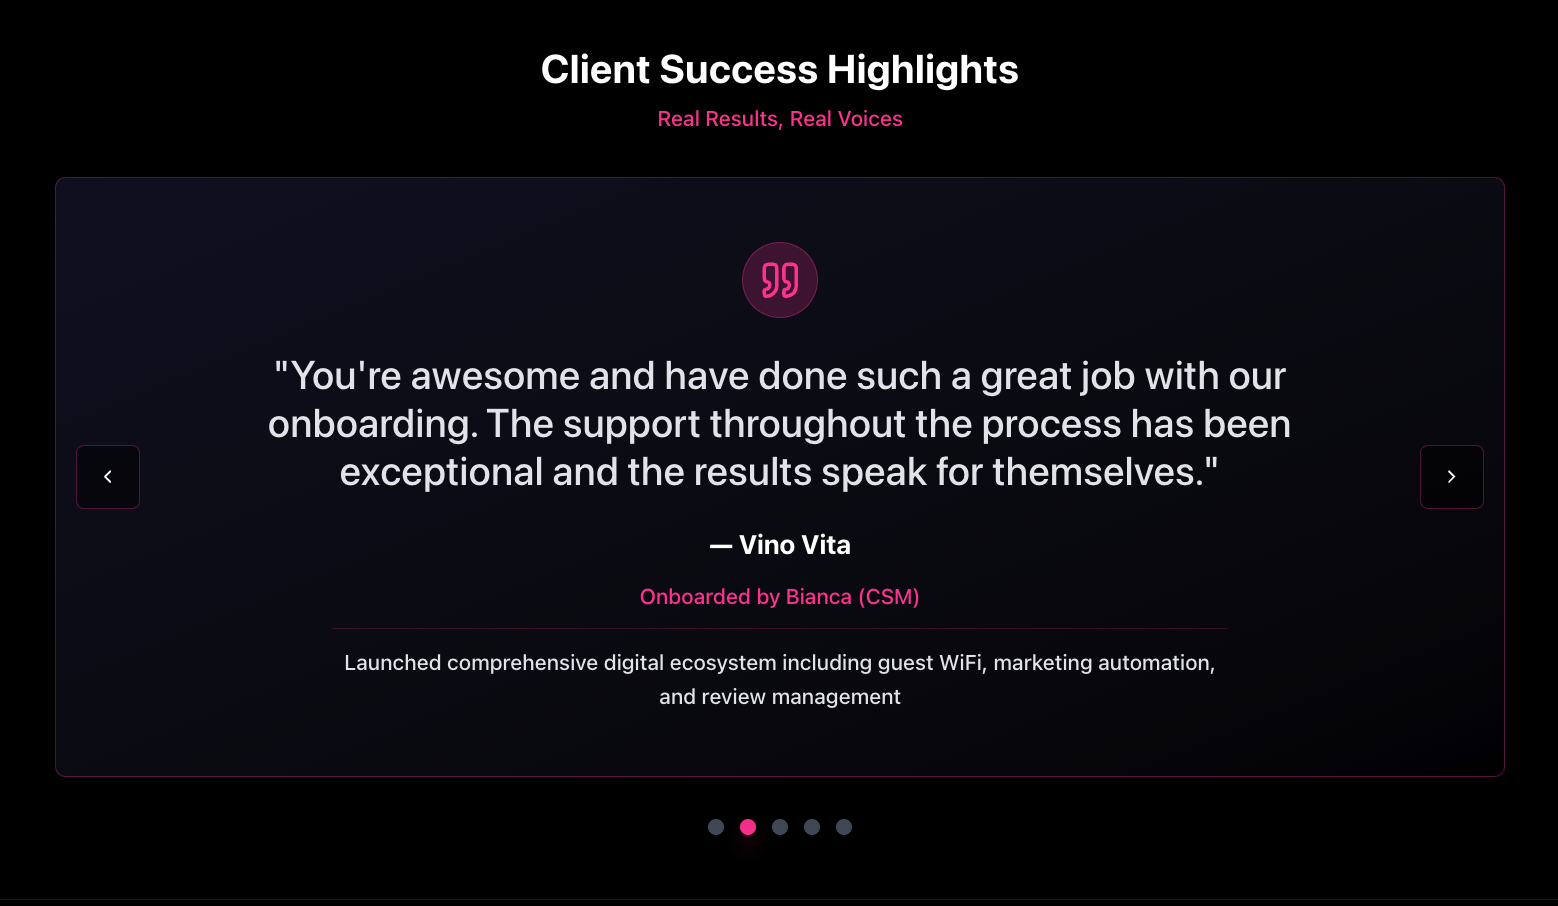 Client Success Highlights
Real Results, Real Voices
"You're awesome and have done such a great job with our
onboarding. The support throughout the process has been
exceptional and the results speak for themselves."
— Vino Vita
Onboarded by Bianca (CSM)
Launched comprehensive digital ecosystem including guest WiFi, marketing automation,
and review management